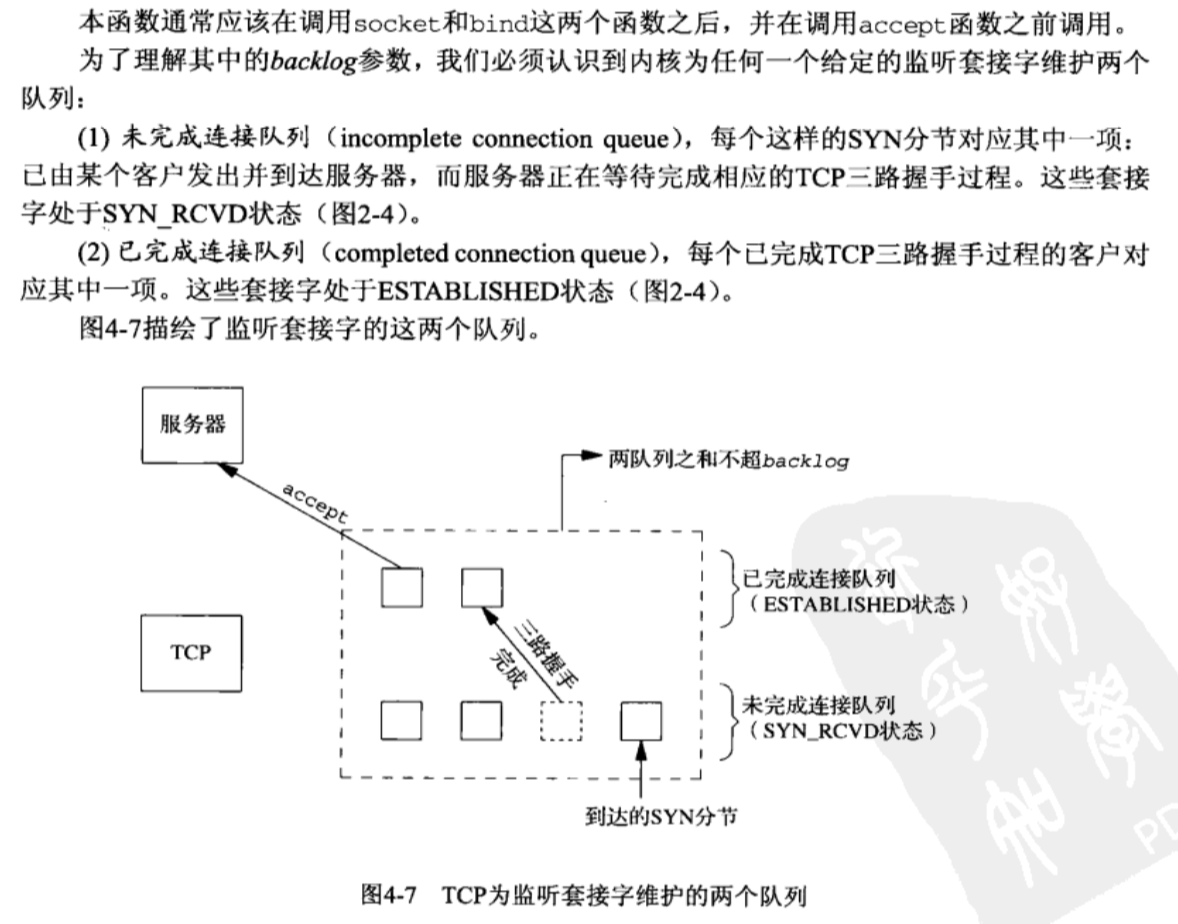 本函数通常应该在调用socket和bind这两个函数之后，并在调用accept函数之前调用。
为了理解其中的backlog参数，我们必须认识到内核为任何一个给定的监听套接字维护两个
队列：
(1) 未完成连接队列（incomplete connection queue），每个这样的SYN分节对应其中一项：
已由某个客户发出并到达服务器，而服务器正在等待完成相应的TCP三路握手过程。这些套接
字处于SYN_RCVD状态（图2-4）。
(2) 已完成连接队列（completed connection queue），每个已完成TCP三路握手过程的客户对
应其中一项。这些套接字处于ESTABLISHED状态（图2-4）。
图4-7描绘了监听套接字的这两个队列。
服务器
两队列之和不超backlog
accept
已完成连接队列
（ESTABLISHED状态）
三路握手
完成
TCP
未完成连接队列
（SYN_RCVD状态）
到达的SYN分节
PD
图4-7 TCP为监听套接字维护的两个队列